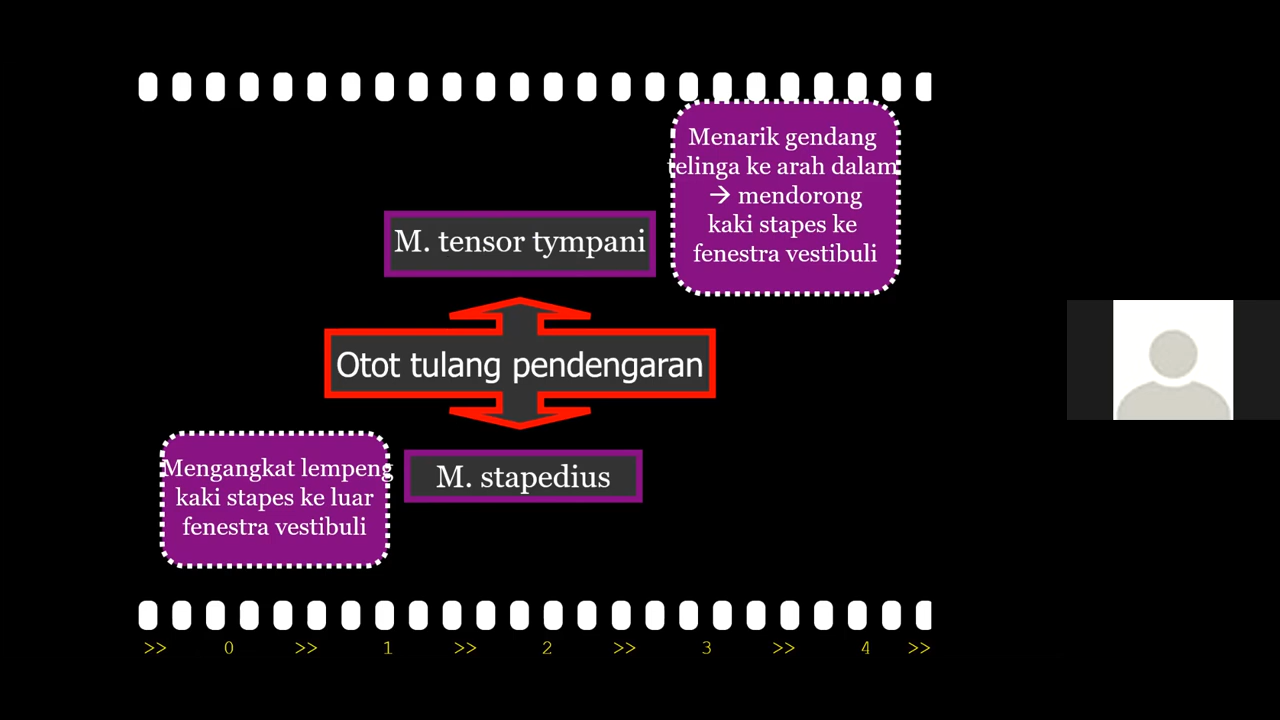 Menarik gendang
telinga ke arah dalam
→ mendorong
kaki stapes ke
fenestra vestibuli
M. tensor tympani
Otot tulang pendengaran
Mengangkat lempeng
kaki stapes ke luar
fenestra vestibuli
M. stapedius
>> 0 >> 1 >> 2 >> 3 >> 4 >>